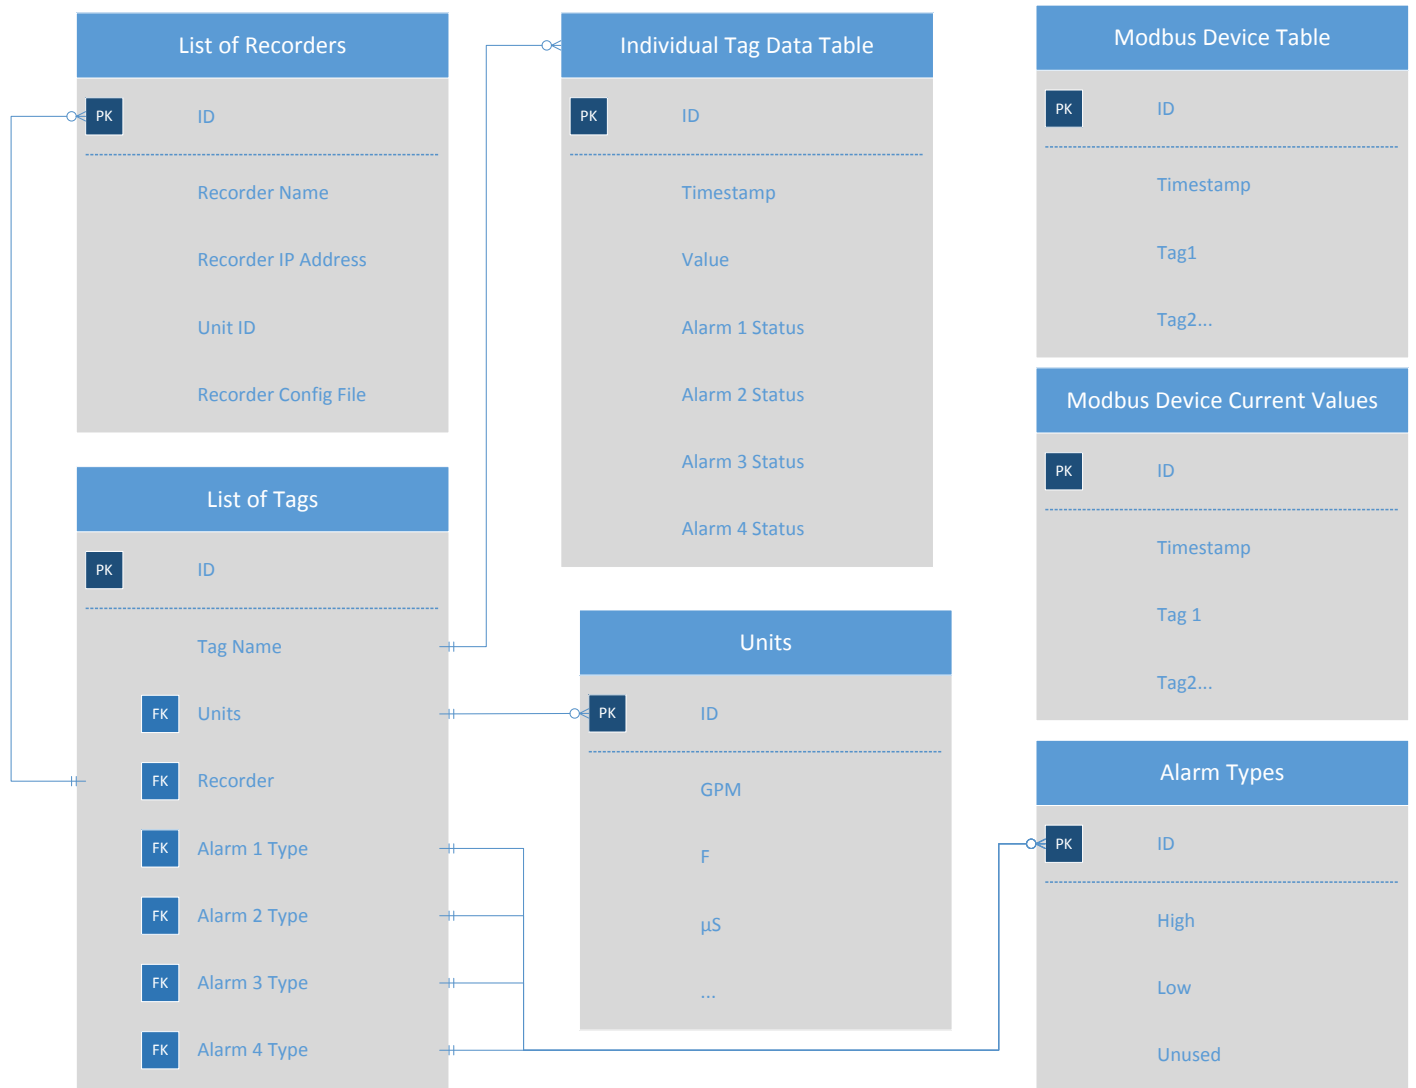 List of Recorders
PK ID
Recorder Name
Recorder IP Address
Unit ID
Recorder Config File
List of Tags
PK ID
Tag Name
FK Units
FK Recorder
FK Alarm 1 Type
FK Alarm 2 Type
FK Alarm 3 Type
FK Alarm 4 Type
Individual Tag Data Table
PK ID
Timestamp
Value
Alarm 1 Status
Alarm 2 Status
Alarm 3 Status
Alarm 4 Status
Units
PK ID
GPM
F
µS
...
Modbus Device Table
PK ID
Timestamp
Tag1
Tag2...
Modbus Device Current Values
PK ID
Timestamp
Tag 1
Tag2...
Alarm Types
PK ID
High
Low
Unused